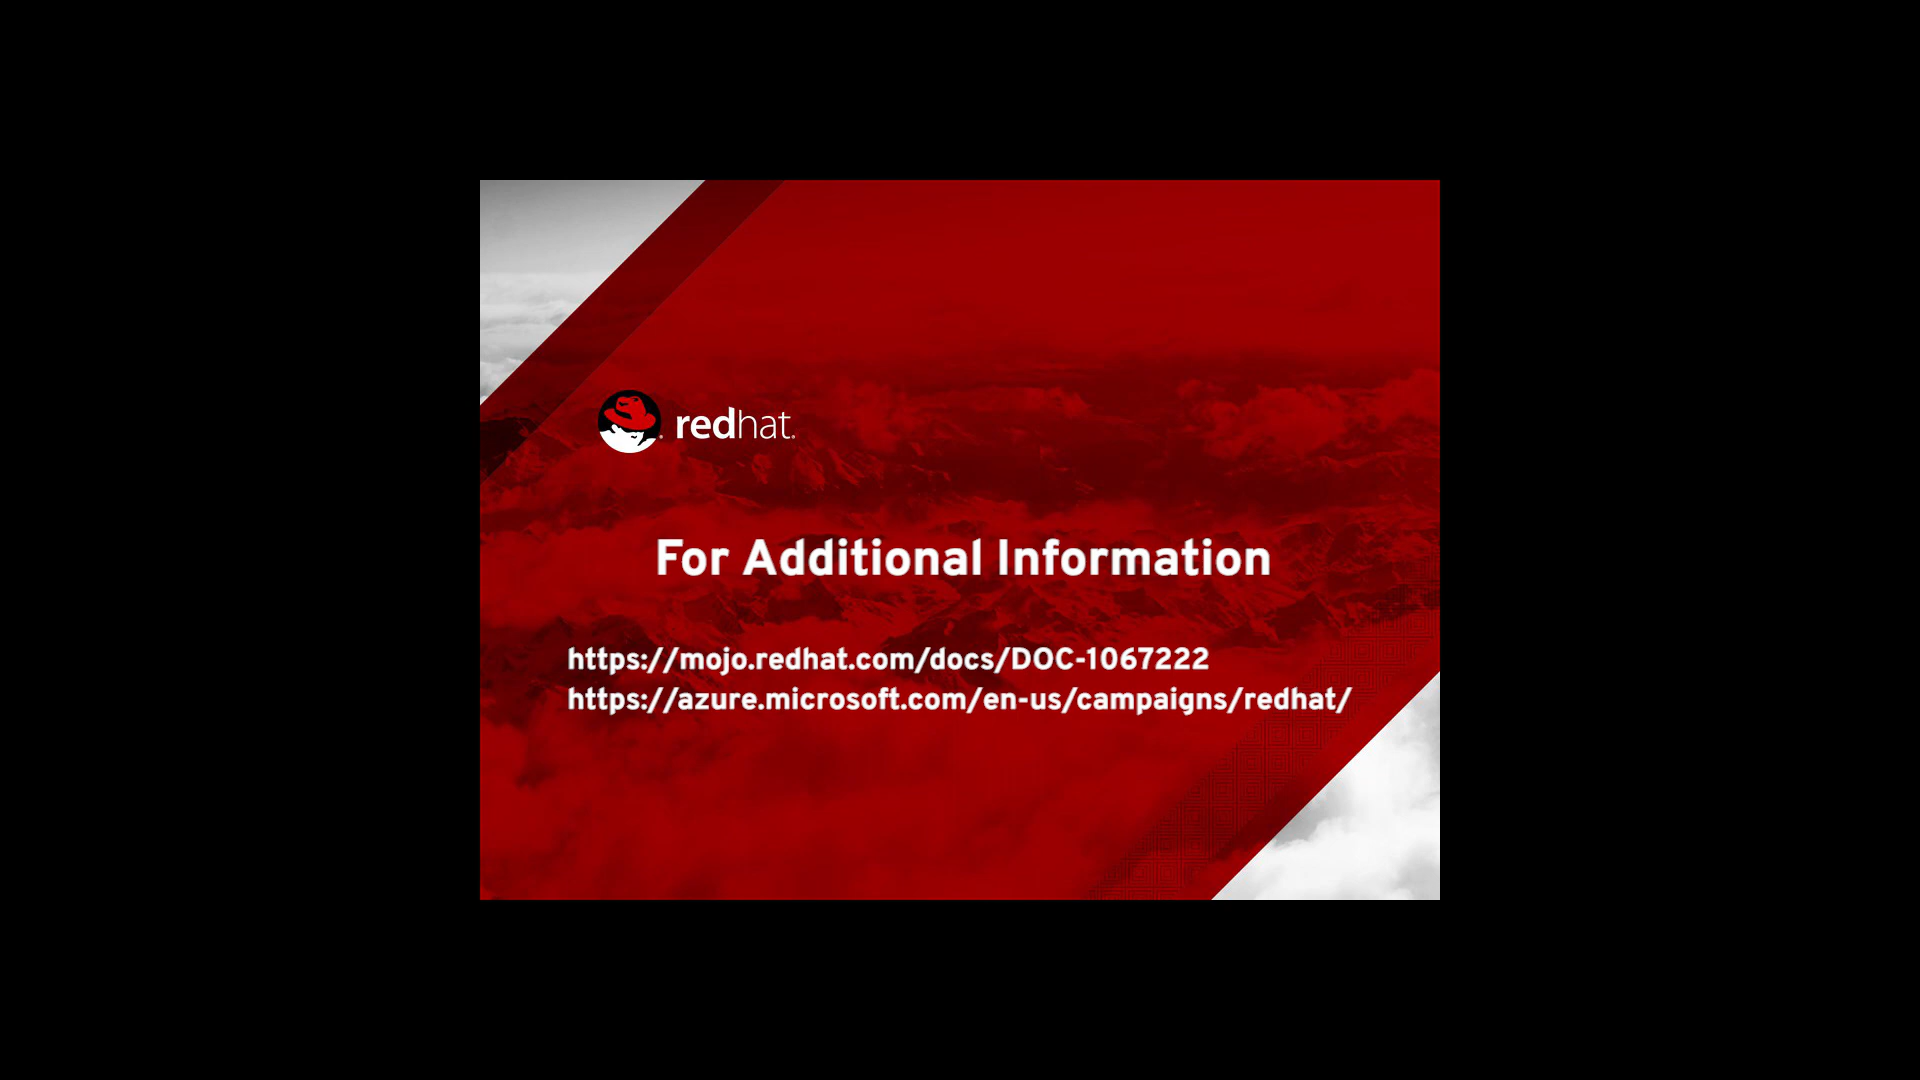 redhat.
For Additional Information
https://mojo.redhat.com/docs/DOC-1067222
https://azure.microsoft.com/en-us/campaigns/redhat/